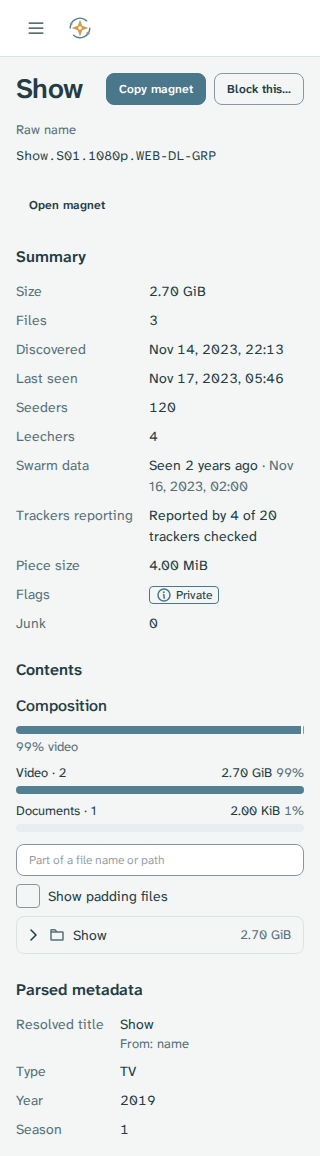 Show
Copy magnet
Block this…
Raw name
Show.S01.1080p.WEB-DL-GRP
Open magnet
Summary
Size 2.70 GiB
Files 3
Discovered Nov 14, 2023, 22:13
Last seen Nov 17, 2023, 05:46
Seeders 120
Leechers 4
Swarm data Seen 2 years ago · Nov
16, 2023, 02:00
Trackers reporting Reported by 4 of 20
trackers checked
Piece size 4.00 MiB
Flags Private
Junk 0
Contents
Composition
99% video
Video · 2 2.70 GiB 99%
Documents · 1 2.00 KiB 1%
Part of a file name or path
Show padding files
Show 2.70 GiB
Parsed metadata
Resolved title Show
From: name
Type TV
Year 2019
Season 1